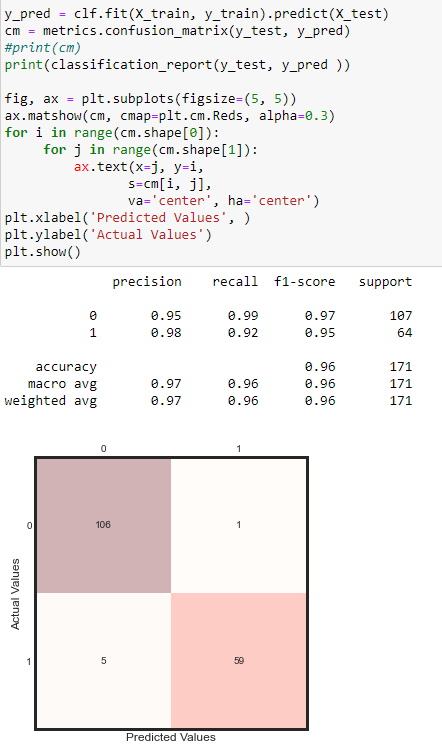 y_pred = clf.fit(X_train, y_train).predict(X_test)
cm = metrics.confusion_matrix(y_test, y_pred)
#print(cm)
print(classification_report(y_test, y_pred ))

fig, ax = plt.subplots(figsize=(5, 5))
ax.matshow(cm, cmap=plt.cm.Reds, alpha=0.3)
for i in range(cm.shape[0]):
     for j in range(cm.shape[1]):
         ax.text(x=j, y=i,
                s=cm[i, j],
                va='center', ha='center')
plt.xlabel('Predicted Values', )
plt.ylabel('Actual Values')
plt.show()

              precision    recall  f1-score   support

           0       0.95      0.99      0.97       107
           1       0.98      0.92      0.95        64

    accuracy                           0.96       171
   macro avg       0.97      0.96      0.96       171
weighted avg       0.97      0.96      0.96       171

0 1
0 106 1
Actual Values
1 5 59
Predicted Values